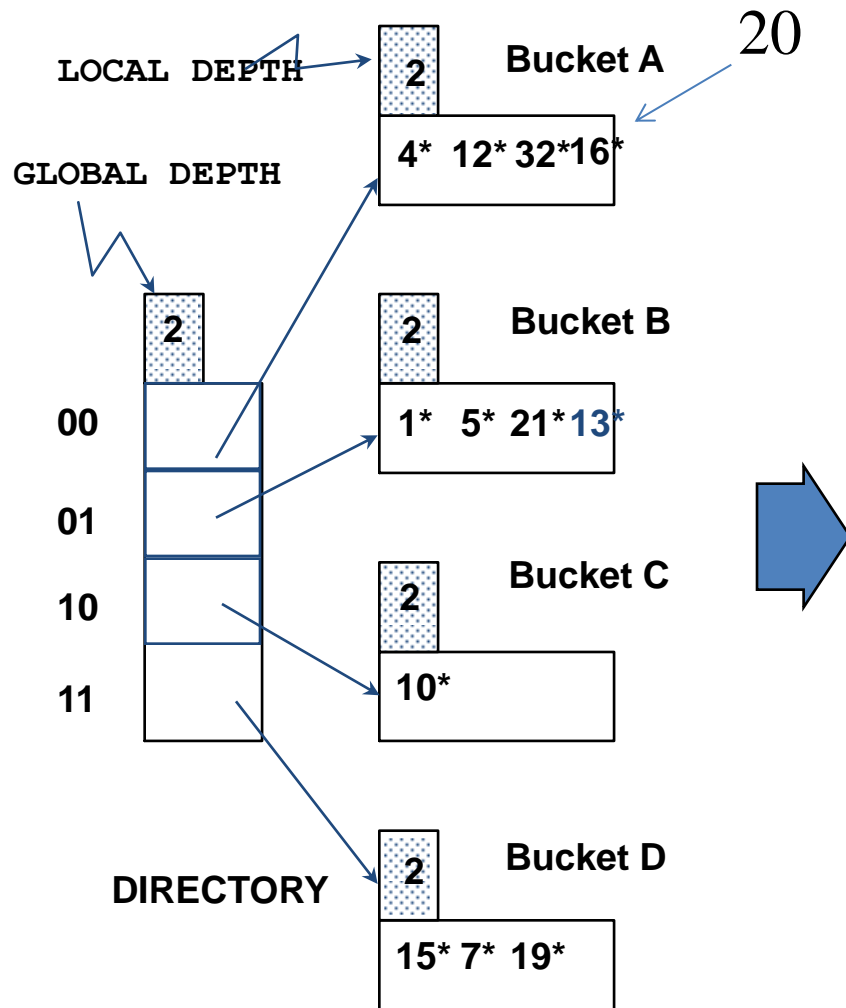 20
LOCAL DEPTH
2
Bucket A
4* 12* 32* 16*
GLOBAL DEPTH
2
2
Bucket B
00
1* 5* 21* 13*
01
2
Bucket C
10
10*
11
2
Bucket D
DIRECTORY
15* 7* 19*